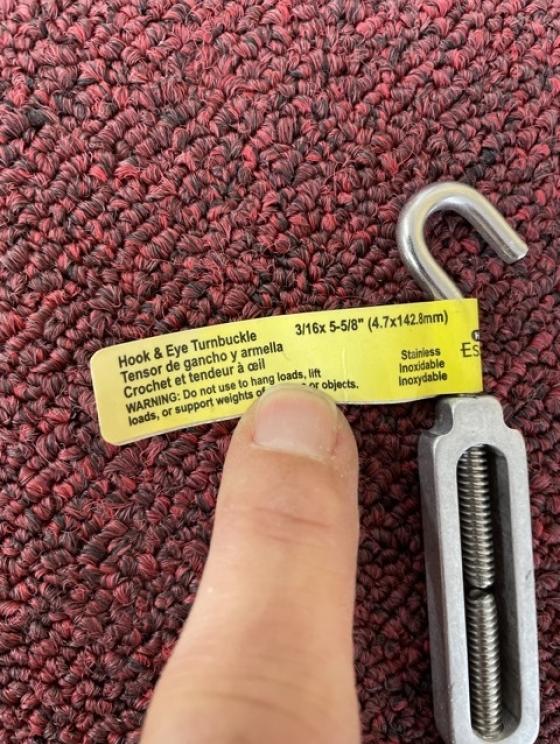 Hook & Eye Turnbuckle
3/16x 5-5/8" (4.7x142.8mm)
Tensor de gancho y armella
Crochet et tendeur à œil
WARNING: Do not use to hang loads, lift
loads, or support weights of or objects.
Stainless
Inoxidable
Inoxydable